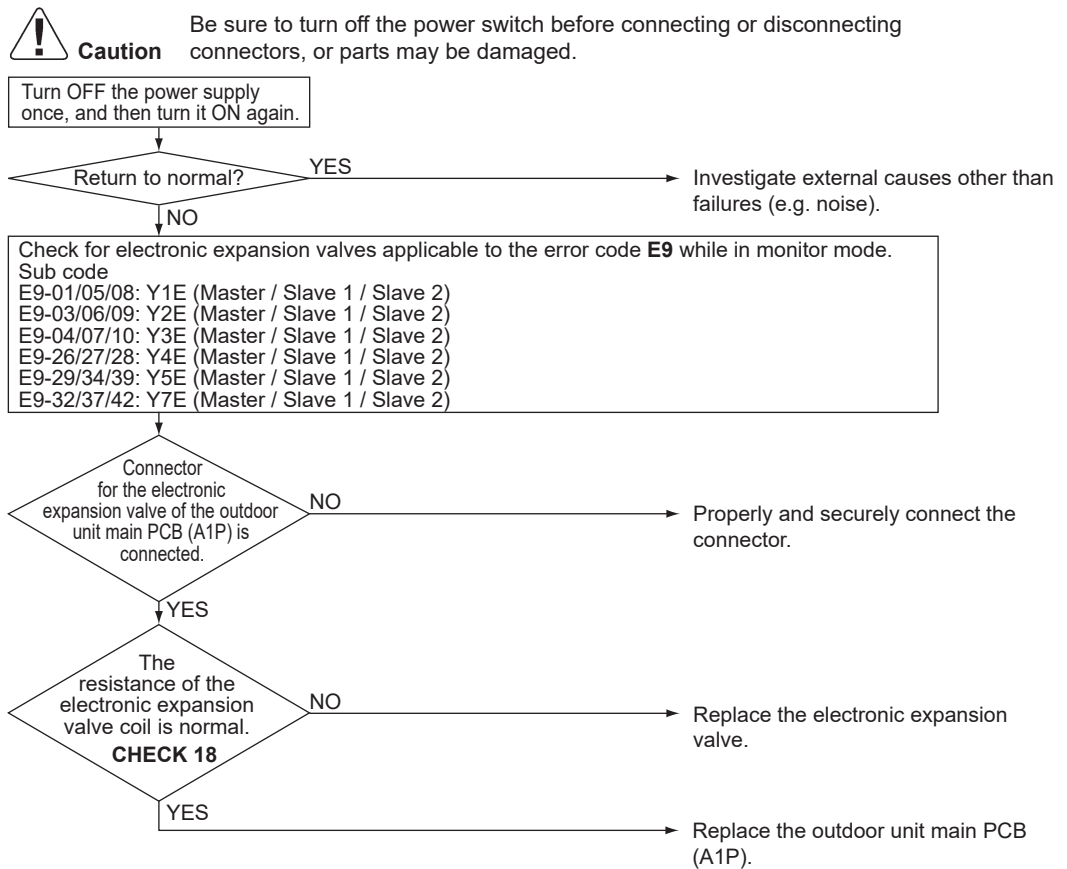 Be sure to turn off the power switch before connecting or disconnecting
Caution connectors, or parts may be damaged.
Turn OFF the power supply
once, and then turn it ON again.
Return to normal?
YES
Investigate external causes other than
failures (e.g. noise).
NO
Check for electronic expansion valves applicable to the error code E9 while in monitor mode.
Sub code
E9-01/05/08: Y1E (Master / Slave 1 / Slave 2)
E9-03/06/09: Y2E (Master / Slave 1 / Slave 2)
E9-04/07/10: Y3E (Master / Slave 1 / Slave 2)
E9-26/27/28: Y4E (Master / Slave 1 / Slave 2)
E9-29/34/39: Y5E (Master / Slave 1 / Slave 2)
E9-32/37/42: Y7E (Master / Slave 1 / Slave 2)
Connector
for the electronic
expansion valve of the outdoor
unit main PCB (A1P) is
connected.
NO
Properly and securely connect the
connector.
YES
The
resistance of the
electronic expansion
valve coil is normal.
CHECK 18
NO
Replace the electronic expansion
valve.
YES
Replace the outdoor unit main PCB
(A1P).